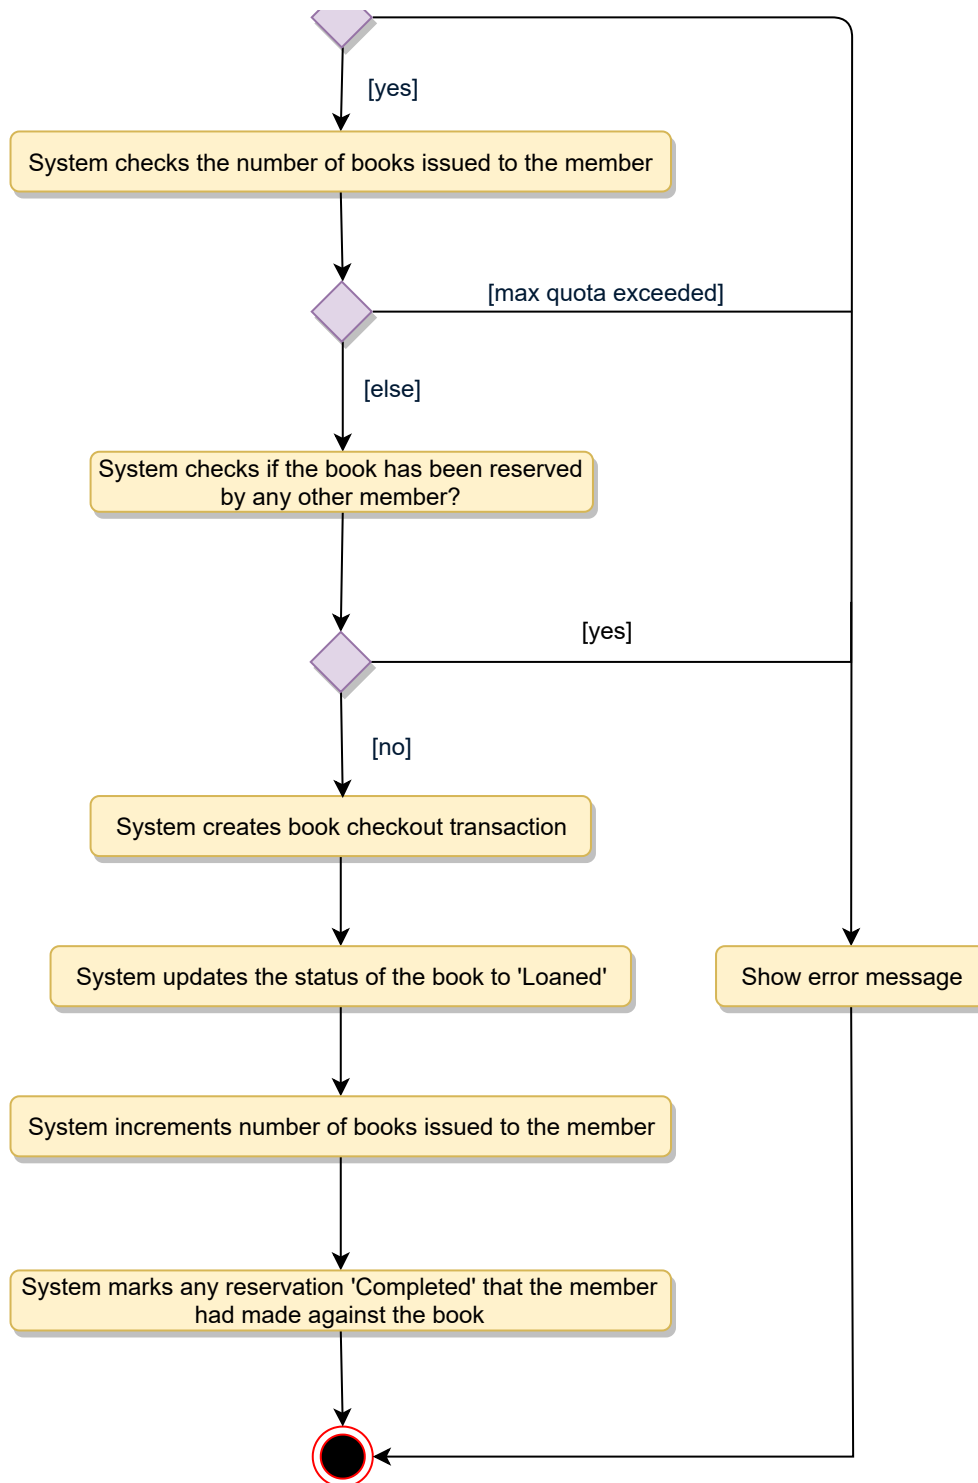 [yes]
System checks the number of books issued to the member
[max quota exceeded]
[else]
System checks if the book has been reserved
by any other member?
[yes]
[no]
System creates book checkout transaction
System updates the status of the book to 'Loaned'
Show error message
System increments number of books issued to the member
System marks any reservation 'Completed' that the member
had made against the book